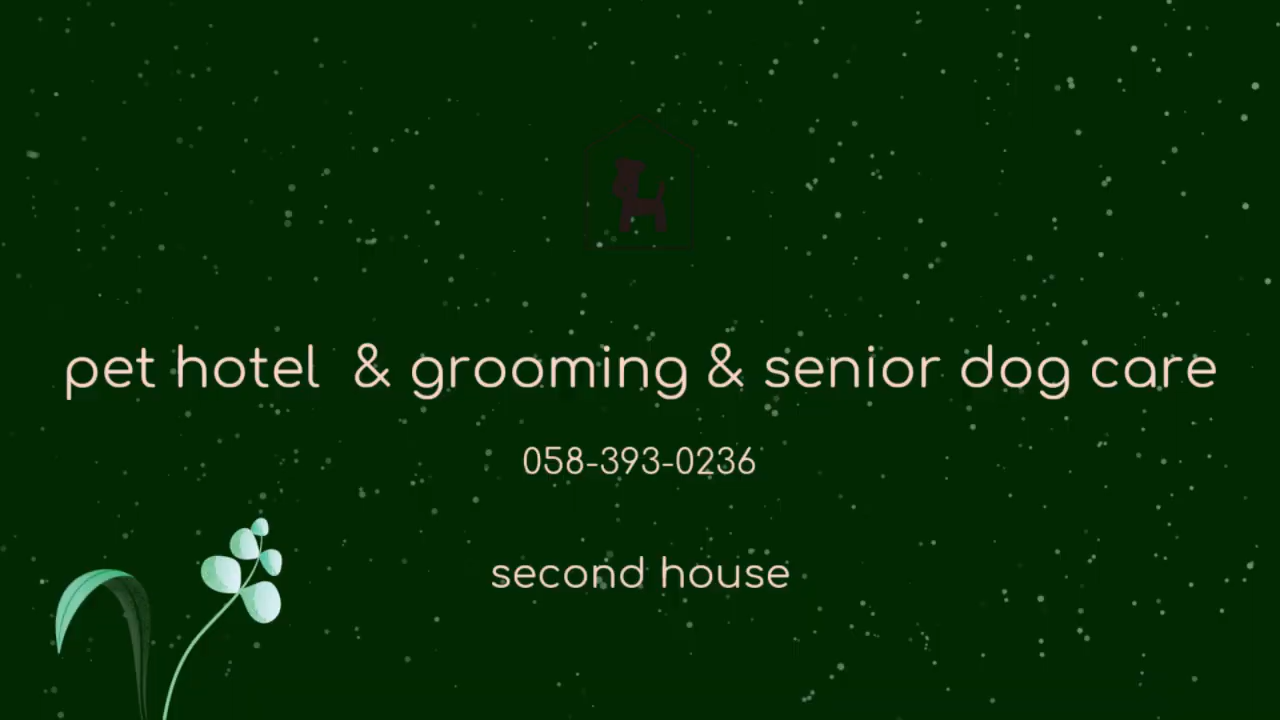 pet hotel & grooming & senior dog care
058-393-0236
second house